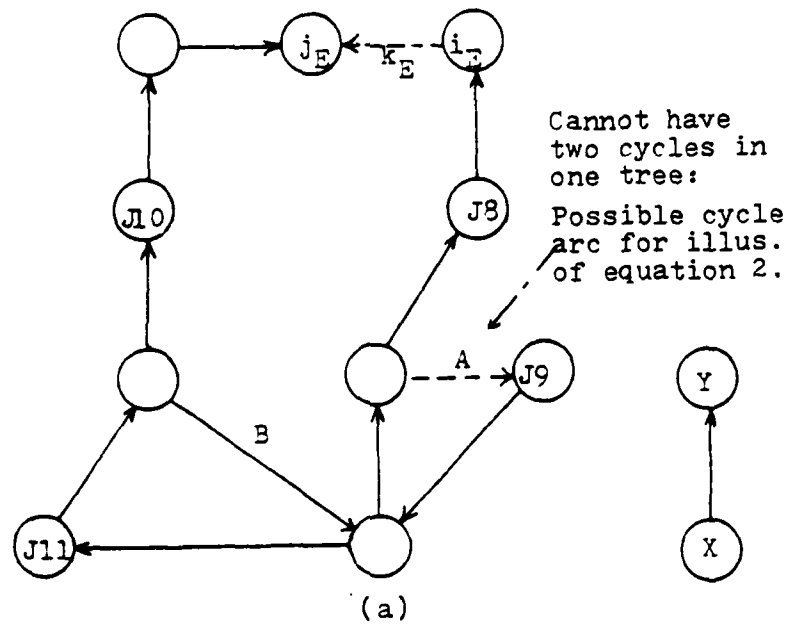 j_E
k_E
i_E
Cannot have
two cycles in
one tree:
Possible cycle
arc for illus.
of equation 2.
J10
J8
A
J9
Y
B
J11
X
(a)